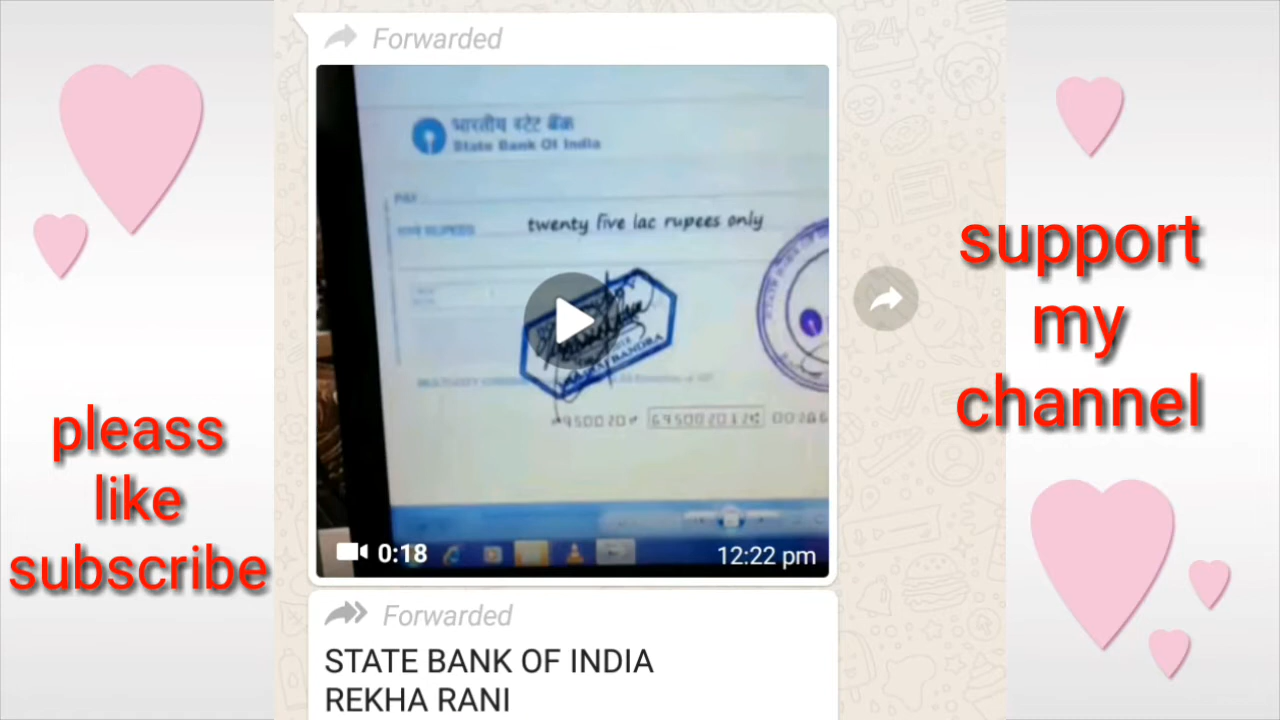 Forwarded
भारतीय स्टेट बैंक
State Bank Of India
PAY
twenty five lac rupees only
0:18
12:22 pm
Forwarded
STATE BANK OF INDIA
REKHA RANI
pleass
like
subscribe
support
my
channel